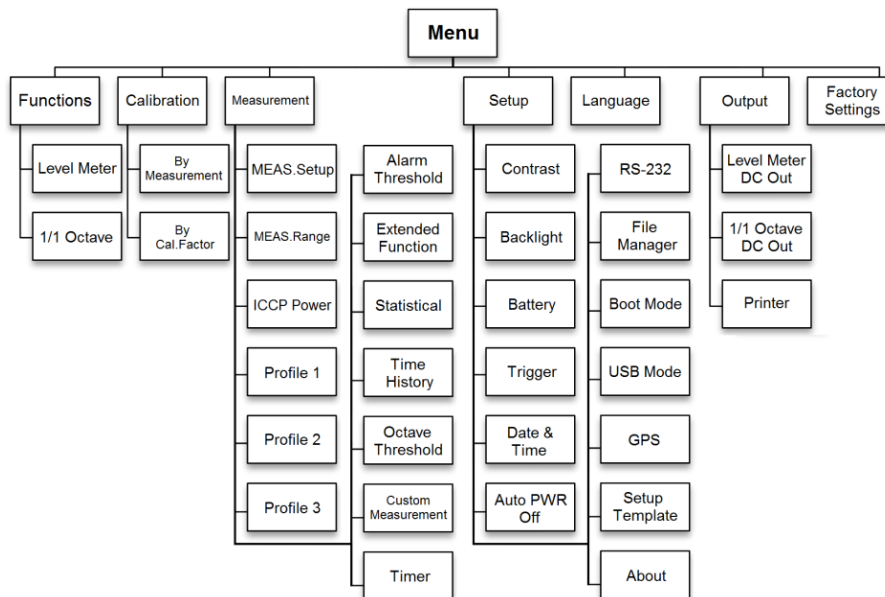 Menu
Functions
Calibration
Measurement
Setup
Language
Output
Factory
Settings
Level Meter
1/1 Octave
By
Measurement
By
Cal.Factor
MEAS.Setup
MEAS.Range
ICCP Power
Profile 1
Profile 2
Profile 3
Alarm
Threshold
Extended
Function
Statistical
Time
History
Octave
Threshold
Custom
Measurement
Timer
Contrast
Backlight
Battery
Trigger
Date &
Time
Auto PWR
Off
RS-232
File
Manager
Boot Mode
USB Mode
GPS
Setup
Template
About
Level Meter
DC Out
1/1 Octave
DC Out
Printer